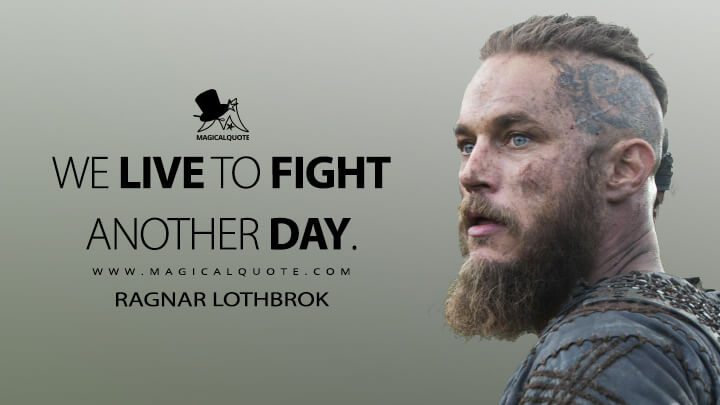 MAGICALQUOTE
WE LIVE TO FIGHT
ANOTHER DAY.
WWW.MAGICALQUOTE.COM
RAGNAR LOTHBROK